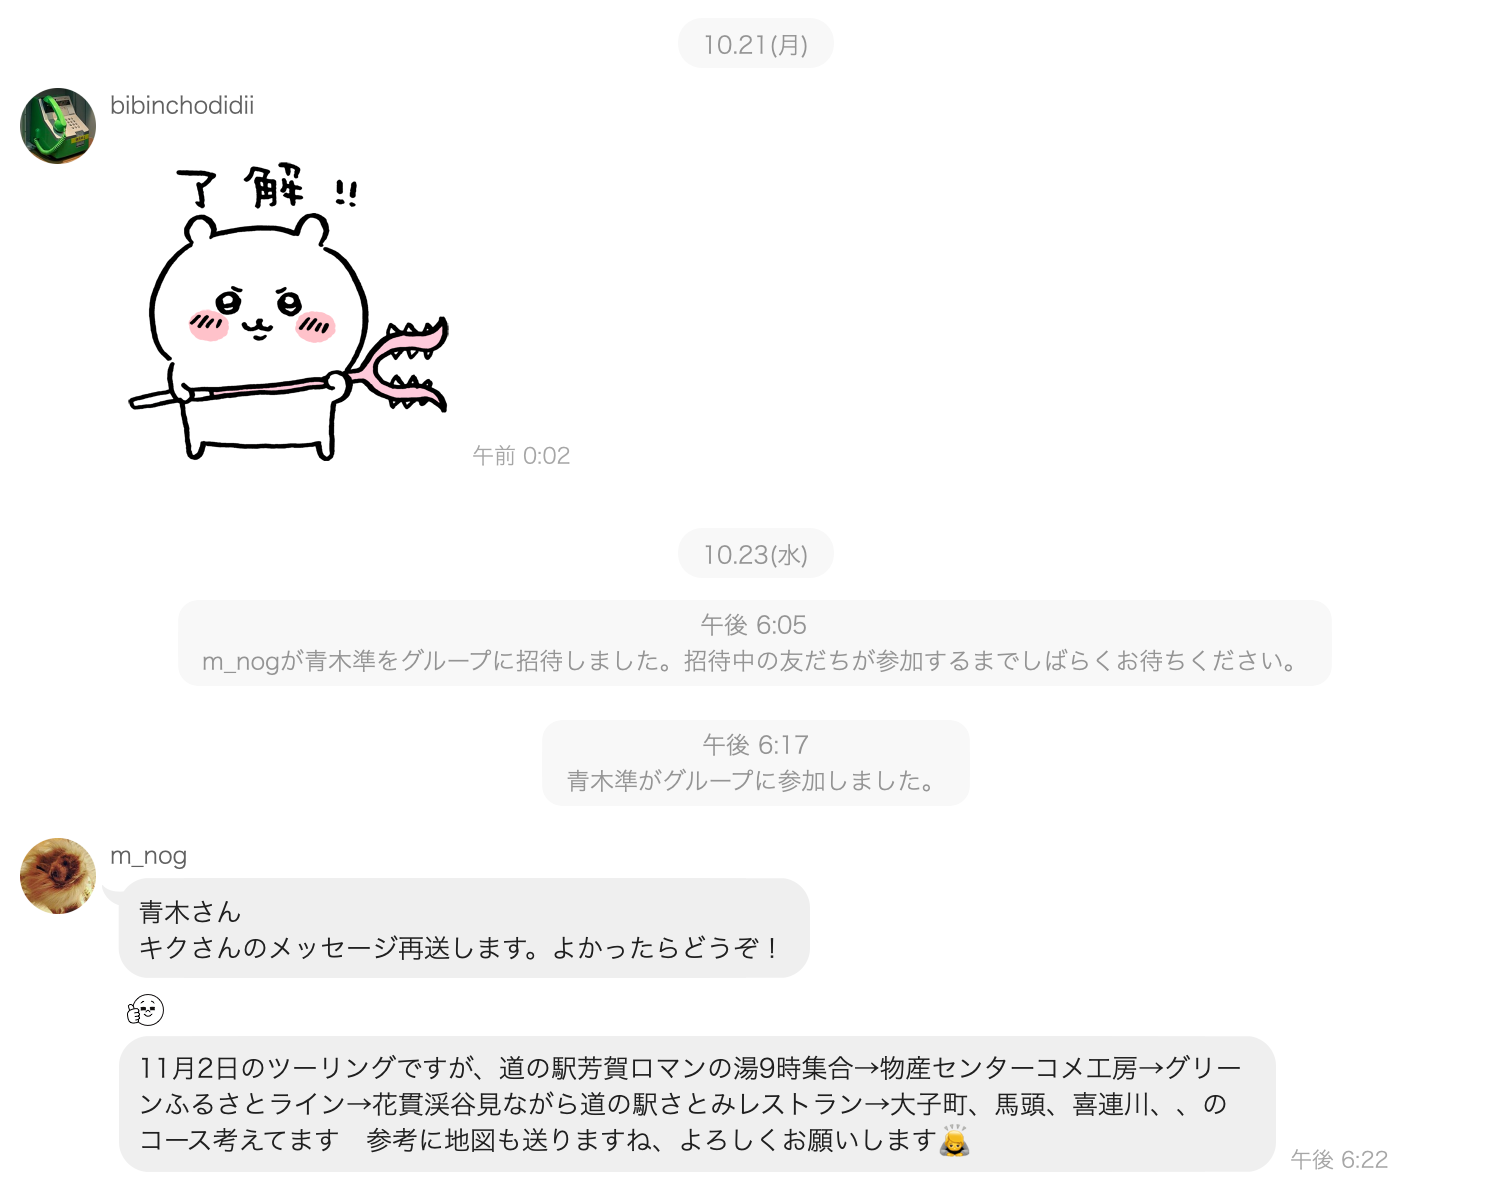 10.21(月)
bibinchodidii
了解!!
午前 0:02
10.23(水)
午後 6:05
m_nogが青木準をグループに招待しました。招待中の友だちが参加するまでしばらくお待ちください。
午後 6:17
青木準がグループに参加しました。
m_nog
青木さん
キクさんのメッセージ再送します。よかったらどうぞ！
11月2日のツーリングですが、道の駅芳賀ロマンの湯9時集合→物産センターコメ工房→グリー
ンふるさとライン→花貫渓谷見ながら道の駅さとみレストラン→大子町、馬頭、喜連川、、の
コース考えてます　参考に地図も送りますね、よろしくお願いします🙇
午後 6:22